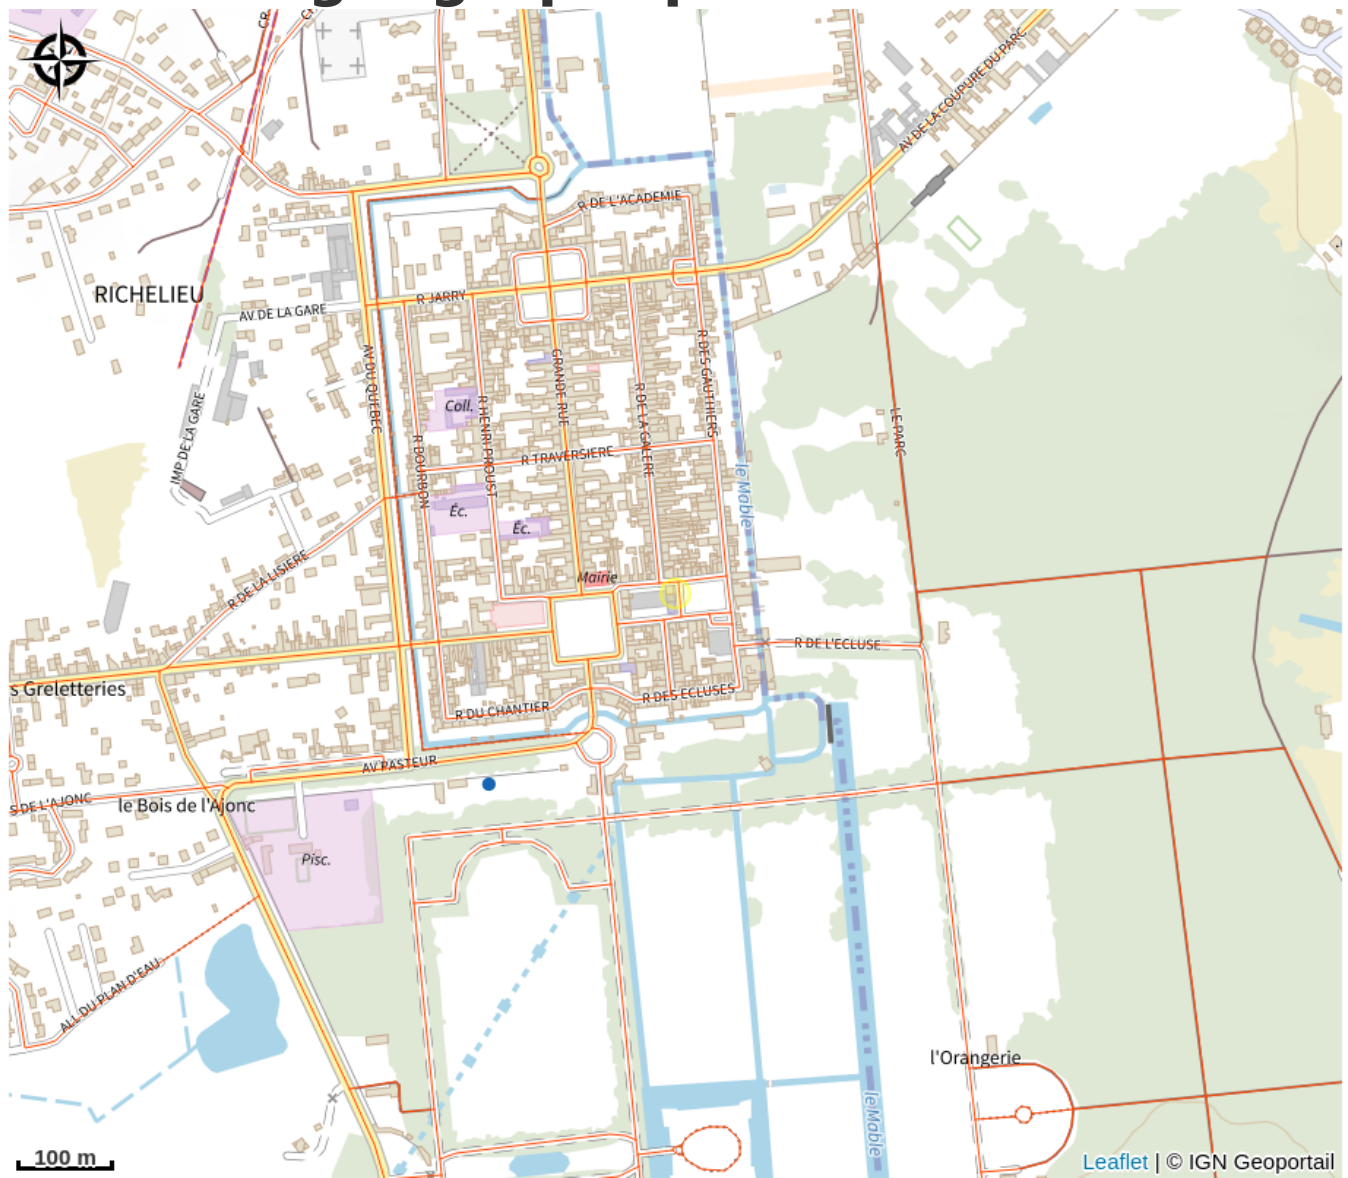 CR
AV DE LA COUPURE DU PARC
R DE L'ACADEMIE
RICHELIEU
AV DE LA GARE
R JARRY
AV DU QUEBEC
GRANDE RUE
R DES GAUTHIERS
IMP DE LA GARE
Coll.
R HENRI PROUST
R DE LA GALERE
LE PARC
R BOURBON
R TRAVERSIERE
le Mable
Éc.
Éc.
R DE LA LISIERE
Mairie
R DE L'ECLUSE
s Greletteries
R DES ECLUSES
R DU CHANTIER
AV PASTEUR
S DE L'AJONC
le Bois de l'Ajonc
Pisc.
ALL DU PLAN D'EAU
l'Orangerie
le Mable
100 m
Leaflet | © IGN Geoportail